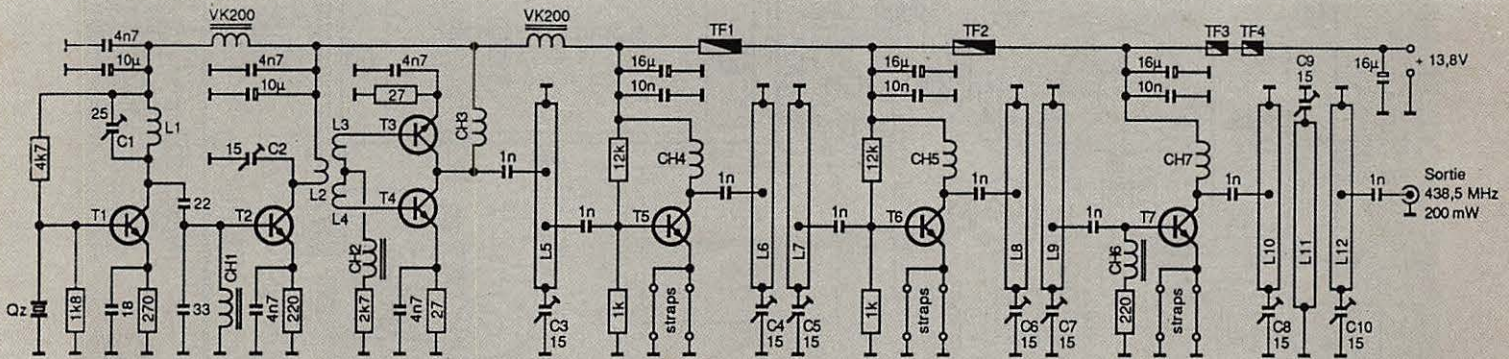 VK200
VK200
TF1
TF2
TF3
TF4
4n7
10µ
4n7
10µ
4n7
27
16µ
10n
16µ
10n
16µ
10n
C9
15
16µ
+ 13,8V
25
C1
L1
4k7
15
C2
L3
L2
L4
T3
T4
CH3
1n
12k
CH4
1n
12k
CH5
1n
CH7
1n
1n
Sortie
438,5 MHz
200 mW
T1
22
T2
CH2
L5
1n
T5
L6
L7
1n
T6
L8
L9
1n
T7
CH6
L10
L11
L12
Qz
1k8
18
270
33
CH1
4n7
220
2k7
4n7
27
C3
15
1k
straps
C4
15
C5
15
1k
straps
C6
15
C7
15
220
straps
C8
15
C10
15